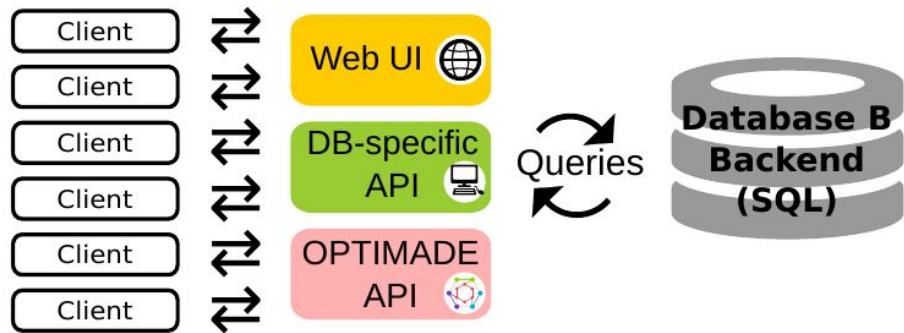 Client
Client
Client
Client
Client
Client
Web UI
DB-specific
API
OPTIMADE
API
Queries
Database B
Backend
(SQL)